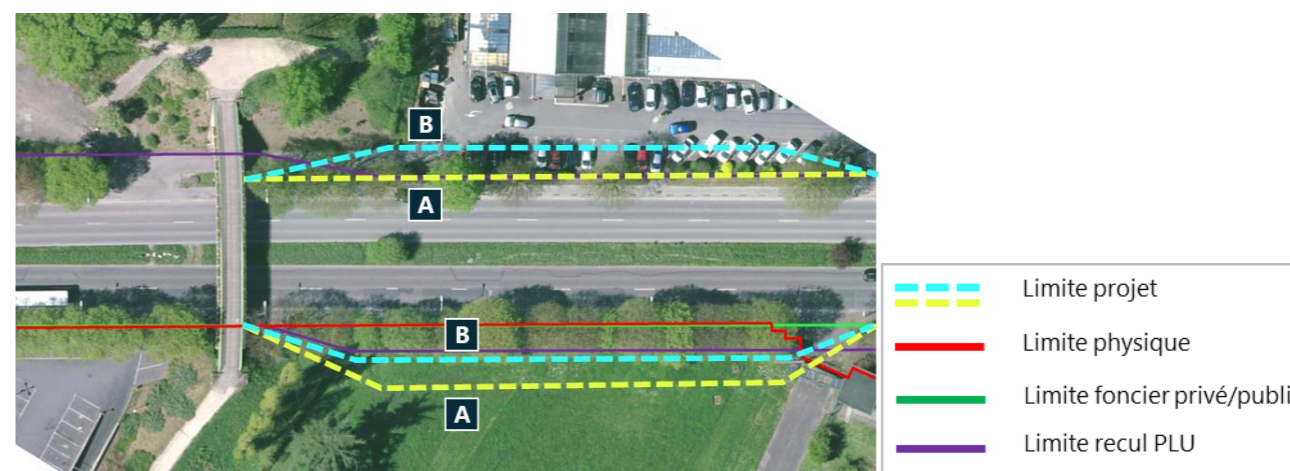 B
A
B
A
Limite projet
Limite physique
Limite foncier privé/publi
Limite recul PLU